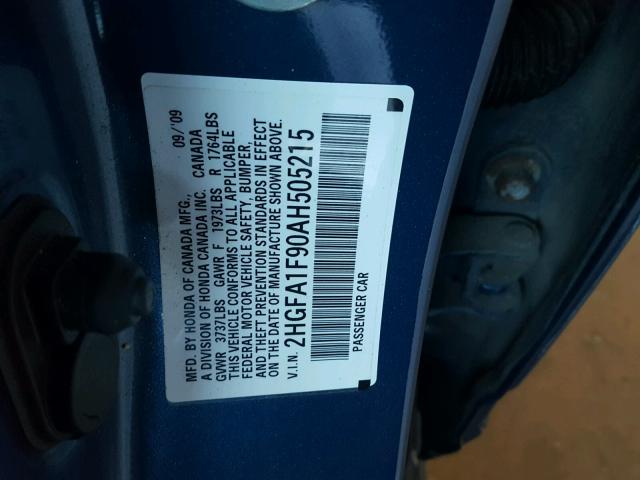 MFD. BY HONDA OF CANADA MFG., 09/'09
A DIVISION OF HONDA CANADA INC. CANADA
GVWR 3737LBS GAWR F 1973LBS R 1764LBS
THIS VEHICLE CONFORMS TO ALL APPLICABLE
FEDERAL MOTOR VEHICLE SAFETY, BUMPER,
AND THEFT PREVENTION STANDARDS IN EFFECT
ON THE DATE OF MANUFACTURE SHOWN ABOVE.
V.I.N. 2HGFA1F90AH505215
PASSENGER CAR